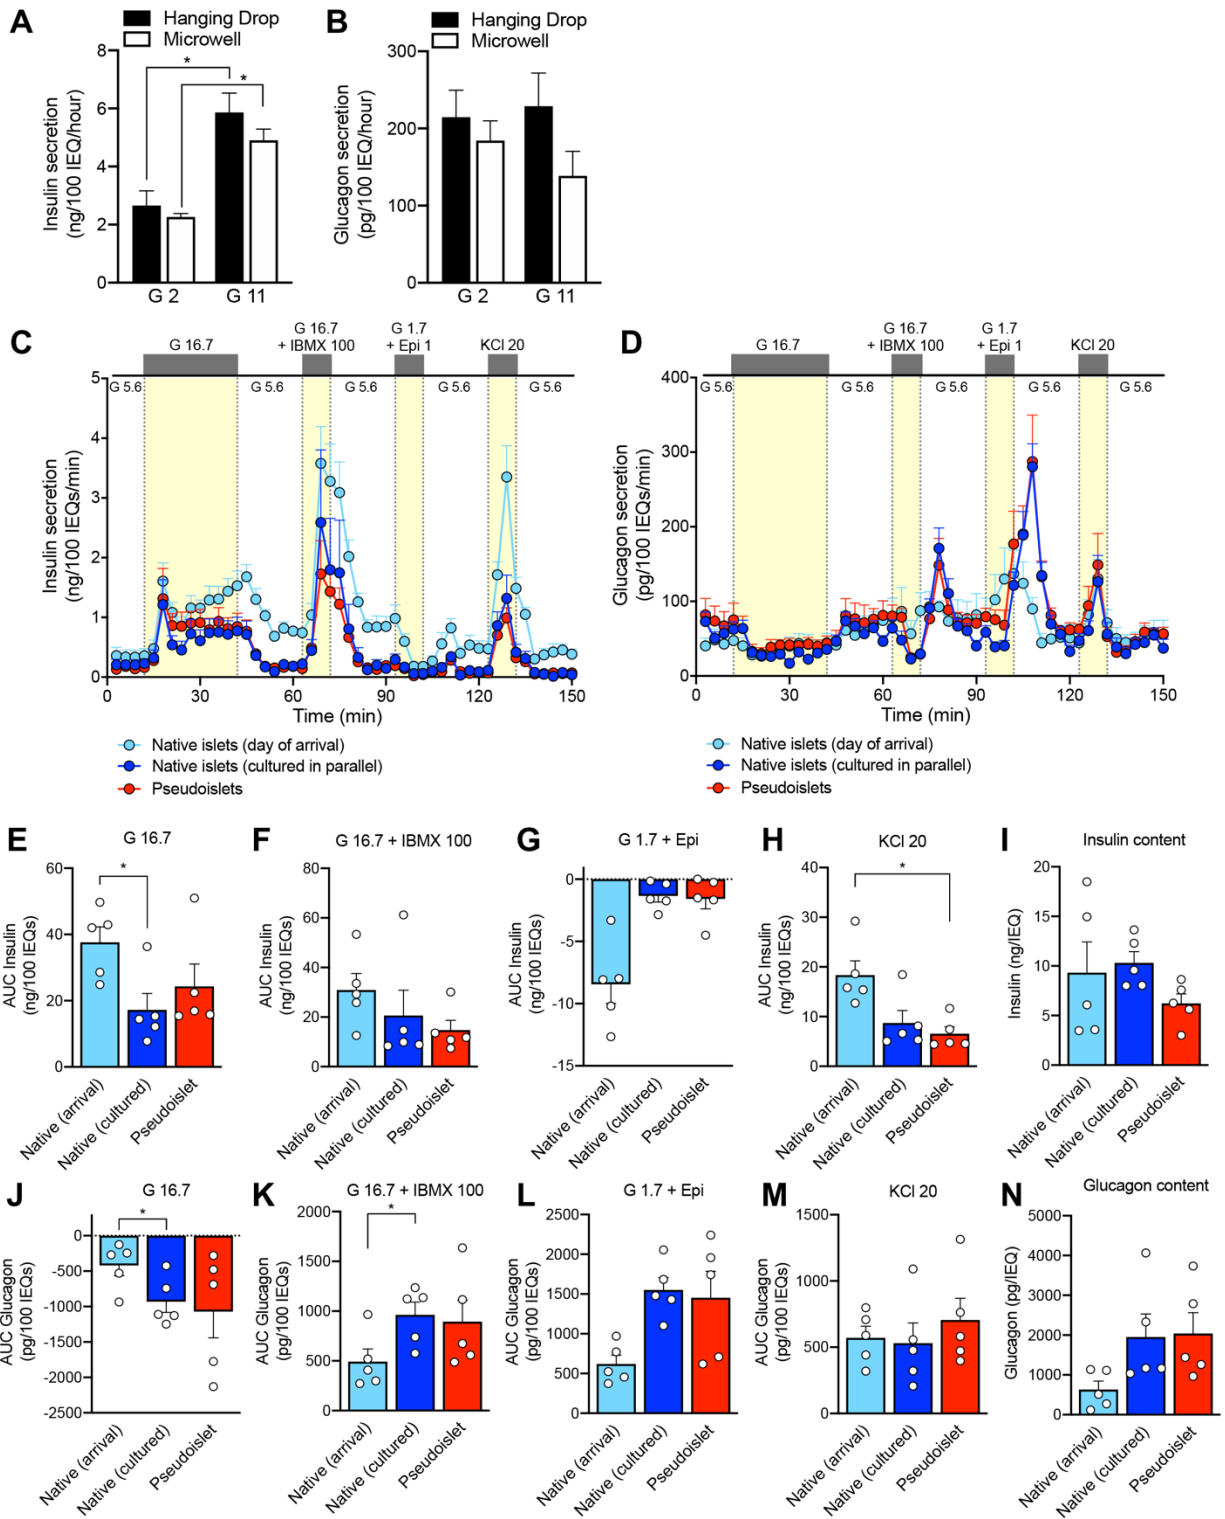 A
Hanging Drop
Microwell
Insulin secretion
(ng/100 IEQ/hour)
8
6
4
2
0
*
*
G 2
G 11
B
Hanging Drop
Microwell
Glucagon secretion
(pg/100 IEQ/hour)
300
200
100
0
G 2
G 11
C
G 16.7
G 16.7
+ IBMX 100
G 1.7
+ Epi 1
KCl 20
G 5.6
G 5.6
G 5.6
G 5.6
G 5.6
Insulin secretion
(ng/100 IEQs/min)
5
4
3
2
1
0
0
30
60
90
120
150
Time (min)
Native islets (day of arrival)
Native islets (cultured in parallel)
Pseudoislets
D
G 16.7
G 16.7
+ IBMX 100
G 1.7
+ Epi 1
KCl 20
G 5.6
G 5.6
G 5.6
G 5.6
G 5.6
Glucagon secretion
(pg/100 IEQs/min)
400
300
200
100
0
0
30
60
90
120
150
Time (min)
Native islets (day of arrival)
Native islets (cultured in parallel)
Pseudoislets
E
G 16.7
AUC Insulin
(ng/100 IEQs)
60
40
20
0
*
Native (arrival)
Native (cultured)
Pseudoislet
F
G 16.7 + IBMX 100
AUC Insulin
(ng/100 IEQs)
80
60
40
20
0
Native (arrival)
Native (cultured)
Pseudoislet
G
G 1.7 + Epi
AUC Insulin
(ng/100 IEQs)
0
-5
-10
-15
Native (arrival)
Native (cultured)
Pseudoislet
H
KCl 20
AUC Insulin
(ng/100 IEQs)
40
30
20
10
0
*
Native (arrival)
Native (cultured)
Pseudoislet
I
Insulin content
Insulin (ng/IEQ)
20
15
10
5
0
Native (arrival)
Native (cultured)
Pseudoislet
J
G 16.7
AUC Glucagon
(pg/100 IEQs)
0
-500
-1000
-1500
-2000
-2500
*
Native (arrival)
Native (cultured)
Pseudoislet
K
G 16.7 + IBMX 100
AUC Glucagon
(pg/100 IEQs)
2000
1500
1000
500
0
*
Native (arrival)
Native (cultured)
Pseudoislet
L
G 1.7 + Epi
AUC Glucagon
(pg/100 IEQs)
2500
2000
1500
1000
500
0
Native (arrival)
Native (cultured)
Pseudoislet
M
KCl 20
AUC Glucagon
(pg/100 IEQs)
1500
1000
500
0
Native (arrival)
Native (cultured)
Pseudoislet
N
Glucagon content
Glucagon (pg/IEQ)
5000
4000
3000
2000
1000
0
Native (arrival)
Native (cultured)
Pseudoislet